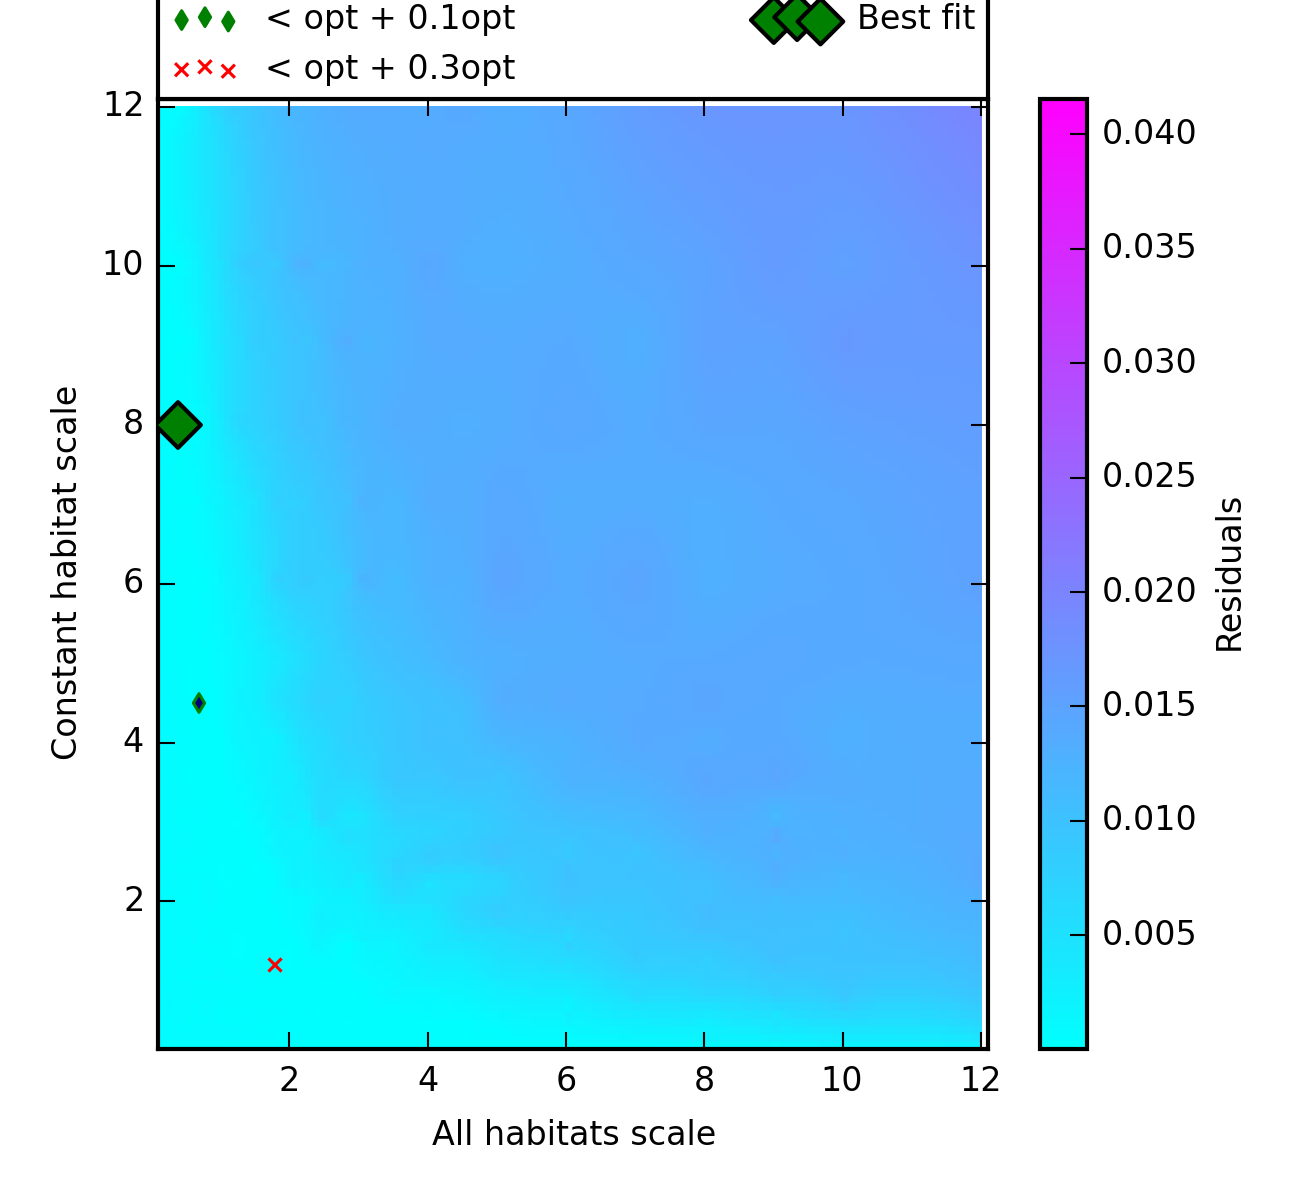 < opt + 0.1opt
Best fit
< opt + 0.3opt
12
10
8
6
4
2
Constant habitat scale
2 4 6 8 10 12
All habitats scale
0.040
0.035
0.030
0.025
0.020
0.015
0.010
0.005
Residuals